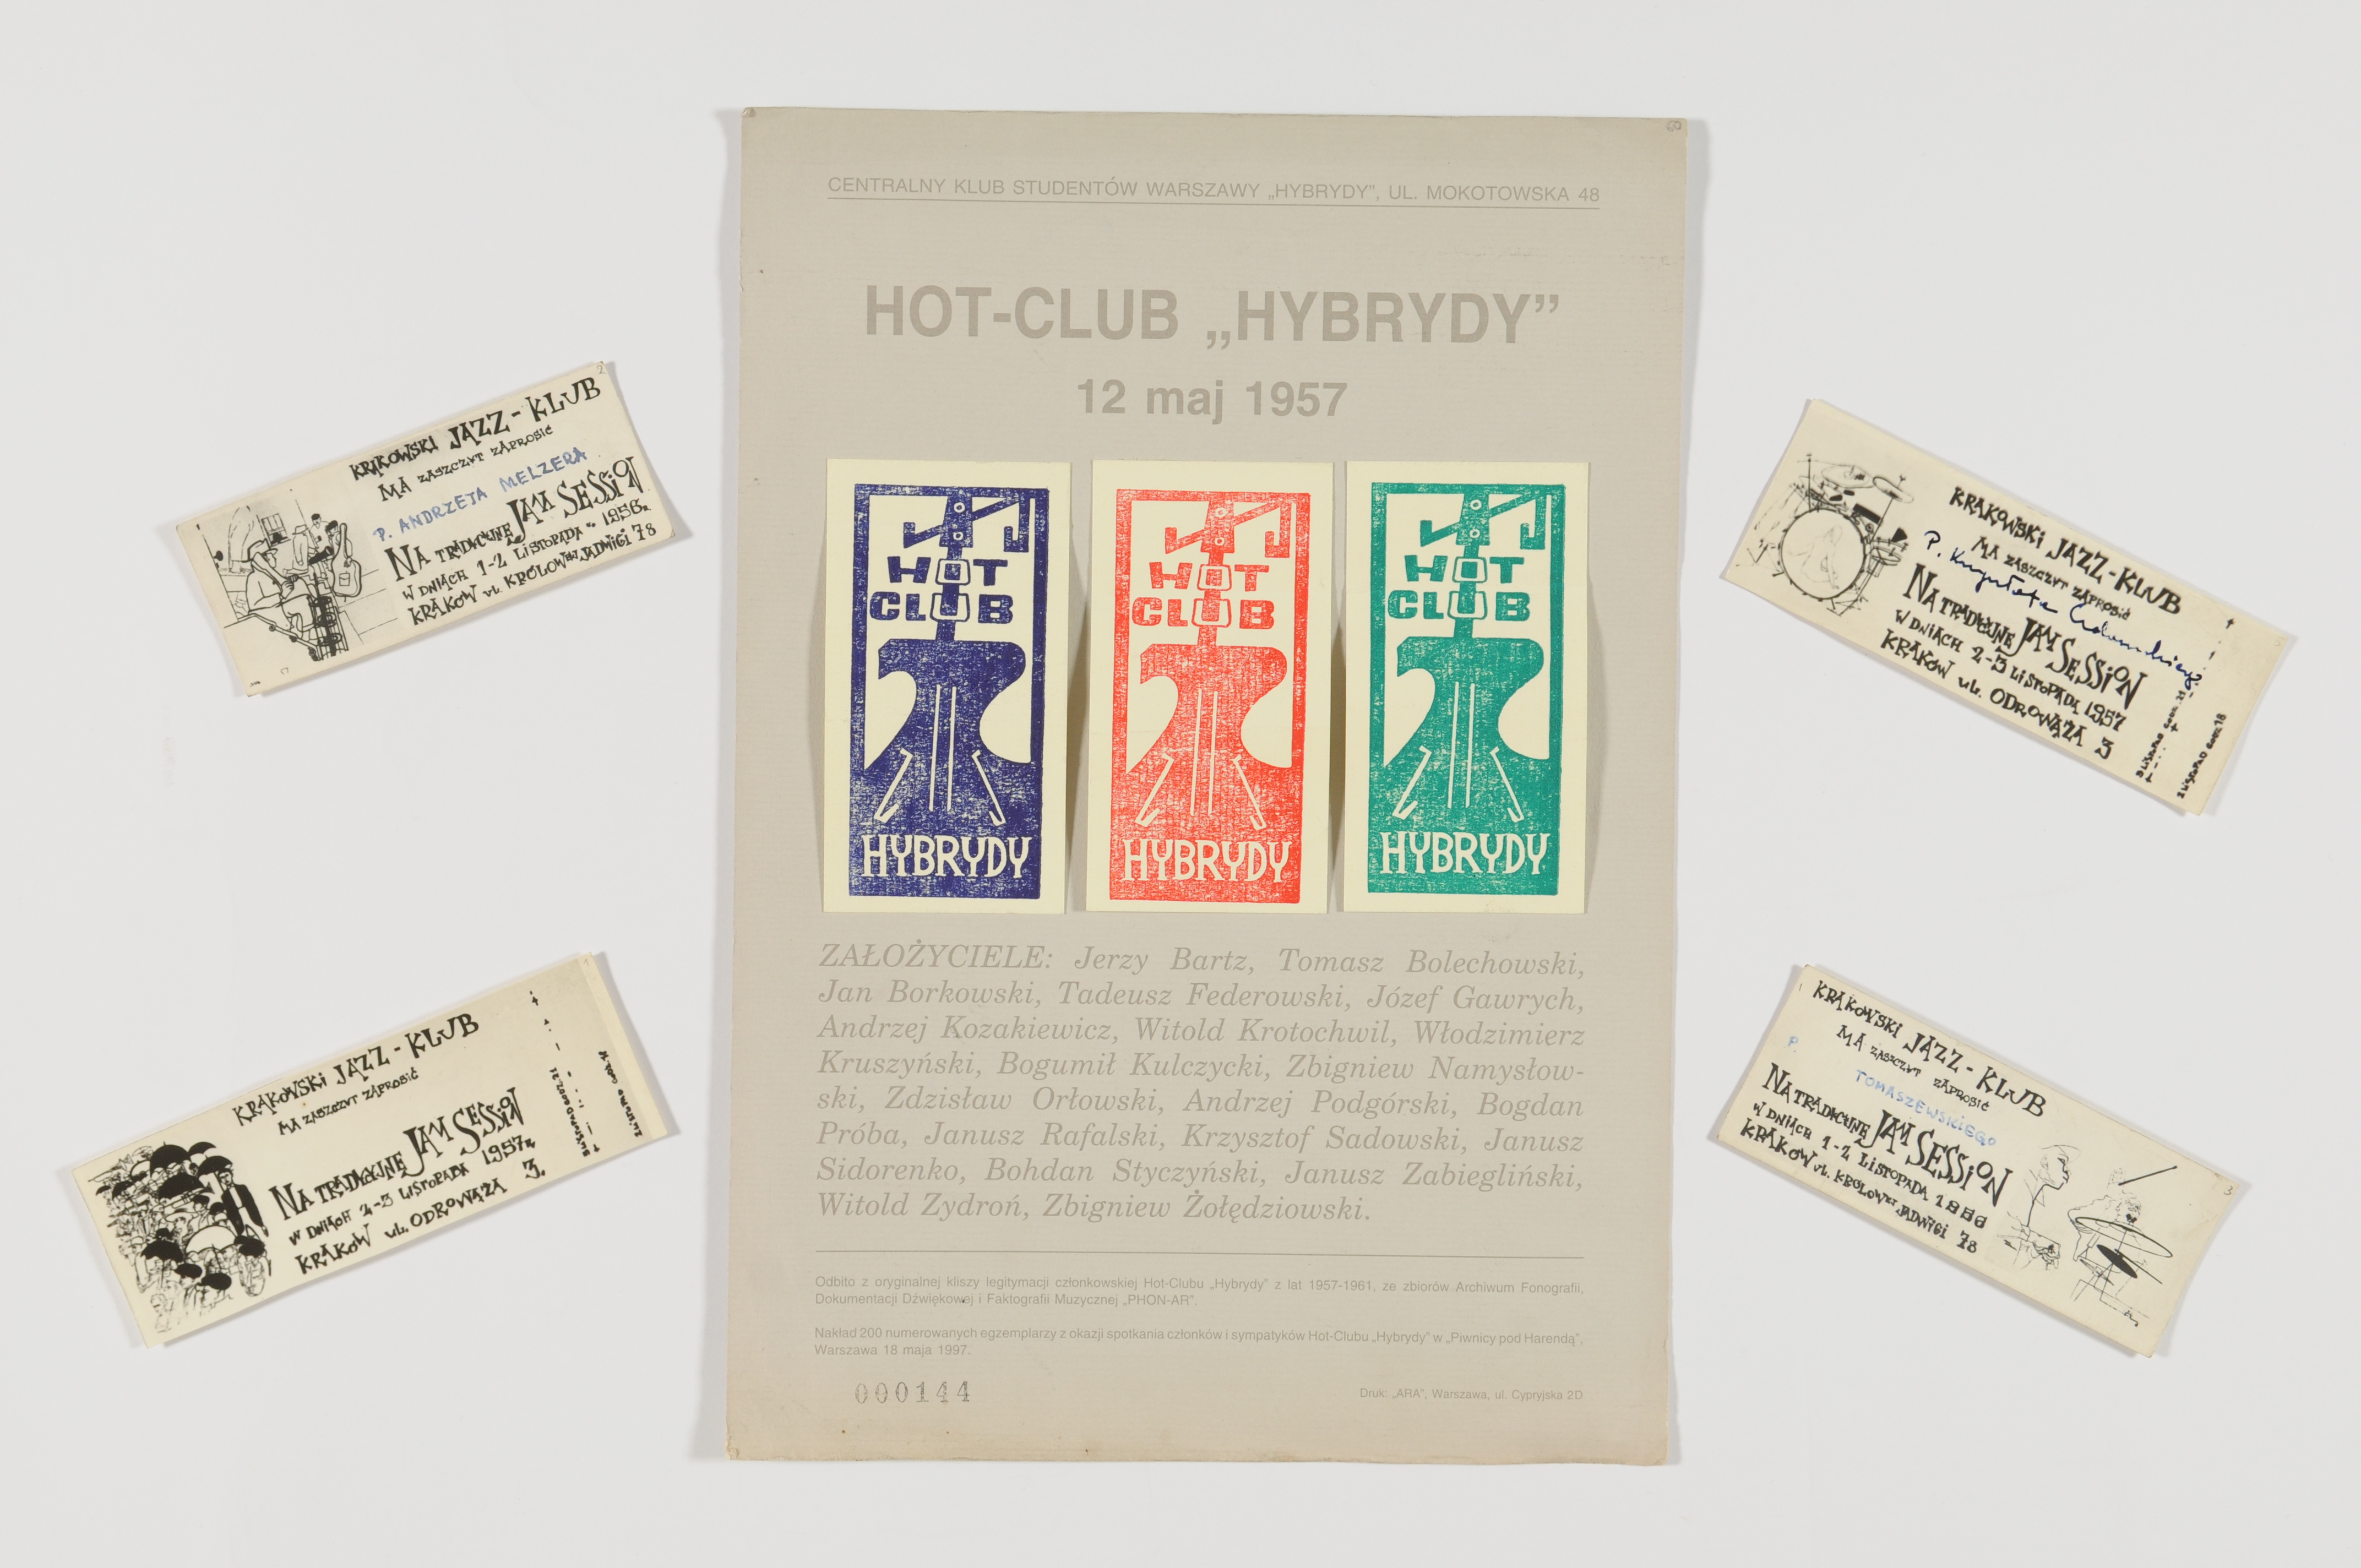 KRAKOWSKI JAZZ-KLUB
MA ZASZCZYT ZAPROSIĆ
P. ANDRZEJA MELZERA
NA TRADYCYJNE JAM SESSION
W DNIACH 1-2 LISTOPADA 1956r.
KRAKÓW UL. KRÓLOWEJ JADWIGI 78
KRAKOWSKI JAZZ-KLUB
MA ZASZCZYT ZAPROSIĆ
NA TRADYCYJNE JAM SESSION
W DNIACH 2-3 LISTOPADA 1957r.
KRAKÓW UL. ODROWĄŻA 3.
CENTRALNY KLUB STUDENTÓW WARSZAWY „HYBRYDY”, UL. MOKOTOWSKA 48
HOT-CLUB „HYBRYDY”
12 maj 1957
HOT
CLUB
HYBRYDY
HOT
CLUB
HYBRYDY
HOT
CLUB
HYBRYDY
ZAŁOŻYCIELE: Jerzy Bartz, Tomasz Bolechowski,
Jan Borkowski, Tadeusz Federowski, Józef Gawrych,
Andrzej Kozakiewicz, Witold Krotochwil, Włodzimierz
Kruszyński, Bogumił Kulczycki, Zbigniew Namysłow-
ski, Zdzisław Orłowski, Andrzej Podgórski, Bogdan
Próba, Janusz Rafalski, Krzysztof Sadowski, Janusz
Sidorenko, Bohdan Styczyński, Janusz Zabiegliński,
Witold Zydroń, Zbigniew Żołędziowski.
Odbito z oryginalnej kliszy legitymacji członkowskiej Hot-Clubu „Hybrydy” z lat 1957-1961, ze zbiorów Archiwum Fonografii,
Dokumentacji Dźwiękowej i Faktografii Muzycznej „PHON-AR”.
Nakład 200 numerowanych egzemplarzy z okazji spotkania członków i sympatyków Hot-Clubu „Hybrydy” w „Piwnicy pod Harendą”,
Warszawa 18 maja 1997.
000144
Druk: „ARA”, Warszawa, ul. Cypryjska 2D
KRAKOWSKI JAZZ-KLUB
MA ZASZCZYT ZAPROSIĆ
P. Krzysztofa
NA TRADYCYJNE JAM SESSION
W DNIACH 2-3 LISTOPADA 1957
KRAKÓW UL. ODROWĄŻA 3
KRAKOWSKI JAZZ-KLUB
MA ZASZCZYT ZAPROSIĆ
P. TOMASZEWSKIEGO
NA TRADYCYJNE JAM SESSION
W DNIACH 1-2 LISTOPADA 1956
KRAKÓW UL. KRÓLOWEJ JADWIGI 78